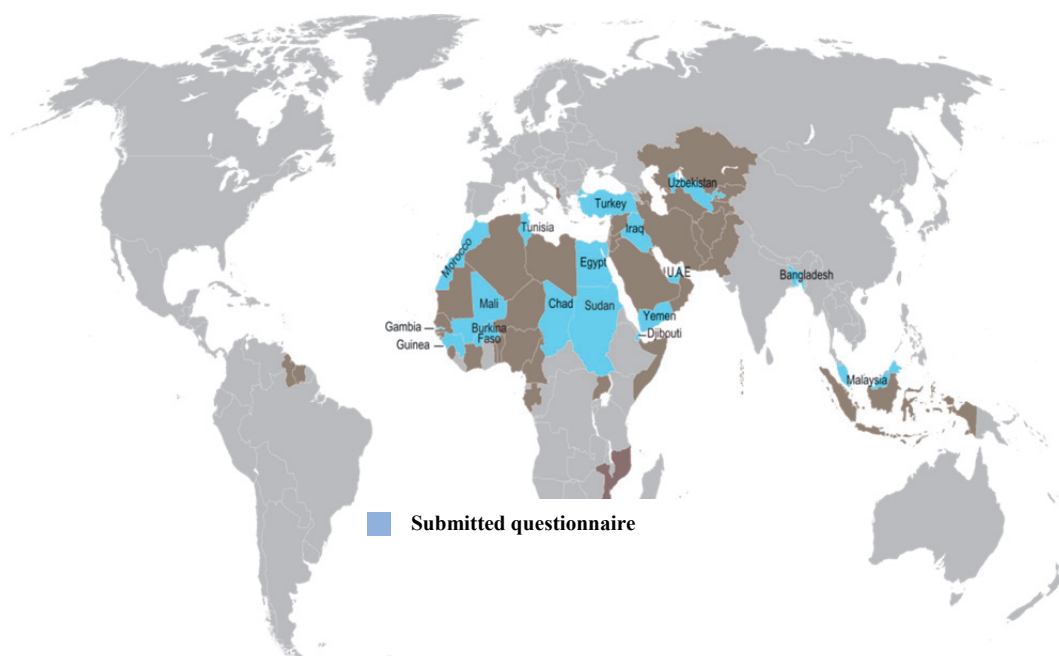 Uzbekistan
Turkey
Tunisia
Iraq
Morocco
Egypt
U.A.E
Bangladesh
Mali
Chad
Sudan
Yemen
Gambia
Burkina
Faso
Djibouti
Guinea
Malaysia
Submitted questionnaire